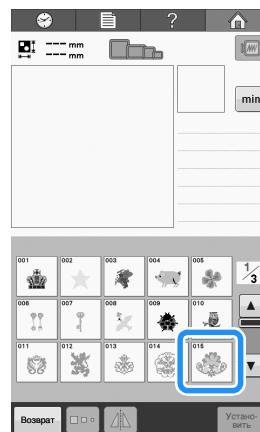 ?
--- mm
--- mm
min
001 002 003 004 005
1/3
006 007 008 009 010
011 012 013 014 015
Возврат
Устано-
вить